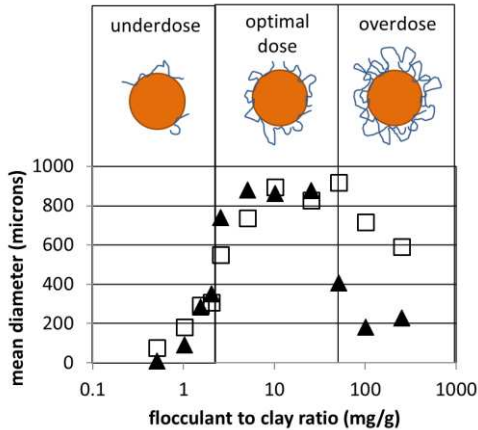 underdose
optimal
dose
overdose
mean diameter (microns)
1000
800
600
400
200
0
0.1
1
10
100
1000
flocculant to clay ratio (mg/g)